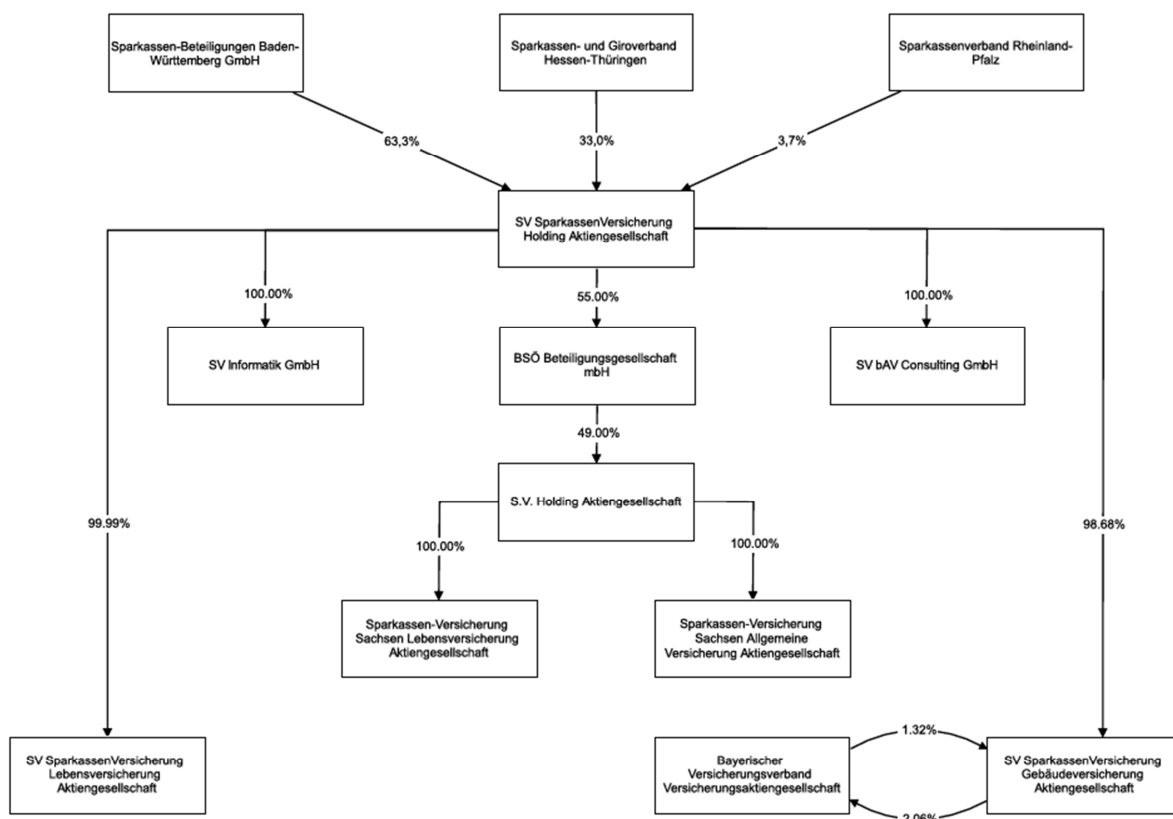 Sparkassen-Beteiligungen Baden-
Württemberg GmbH
Sparkassen- und Giroverband
Hessen-Thüringen
Sparkassenverband Rheinland-
Pfalz
63,3%
33,0%
3,7%
SV SparkassenVersicherung
Holding Aktiengesellschaft
100.00%
55.00%
100.00%
SV Informatik GmbH
BSÖ Beteiligungsgesellschaft
mbH
SV bAV Consulting GmbH
49.00%
S.V. Holding Aktiengesellschaft
99.99%
98.68%
100.00%
100.00%
Sparkassen-Versicherung
Sachsen Lebensversicherung
Aktiengesellschaft
Sparkassen-Versicherung
Sachsen Allgemeine
Versicherung Aktiengesellschaft
1.32%
SV SparkassenVersicherung
Lebensversicherung
Aktiengesellschaft
Bayerischer
Versicherungsverband
Versicherungsaktiengesellschaft
SV SparkassenVersicherung
Gebäudeversicherung
Aktiengesellschaft
2.06%